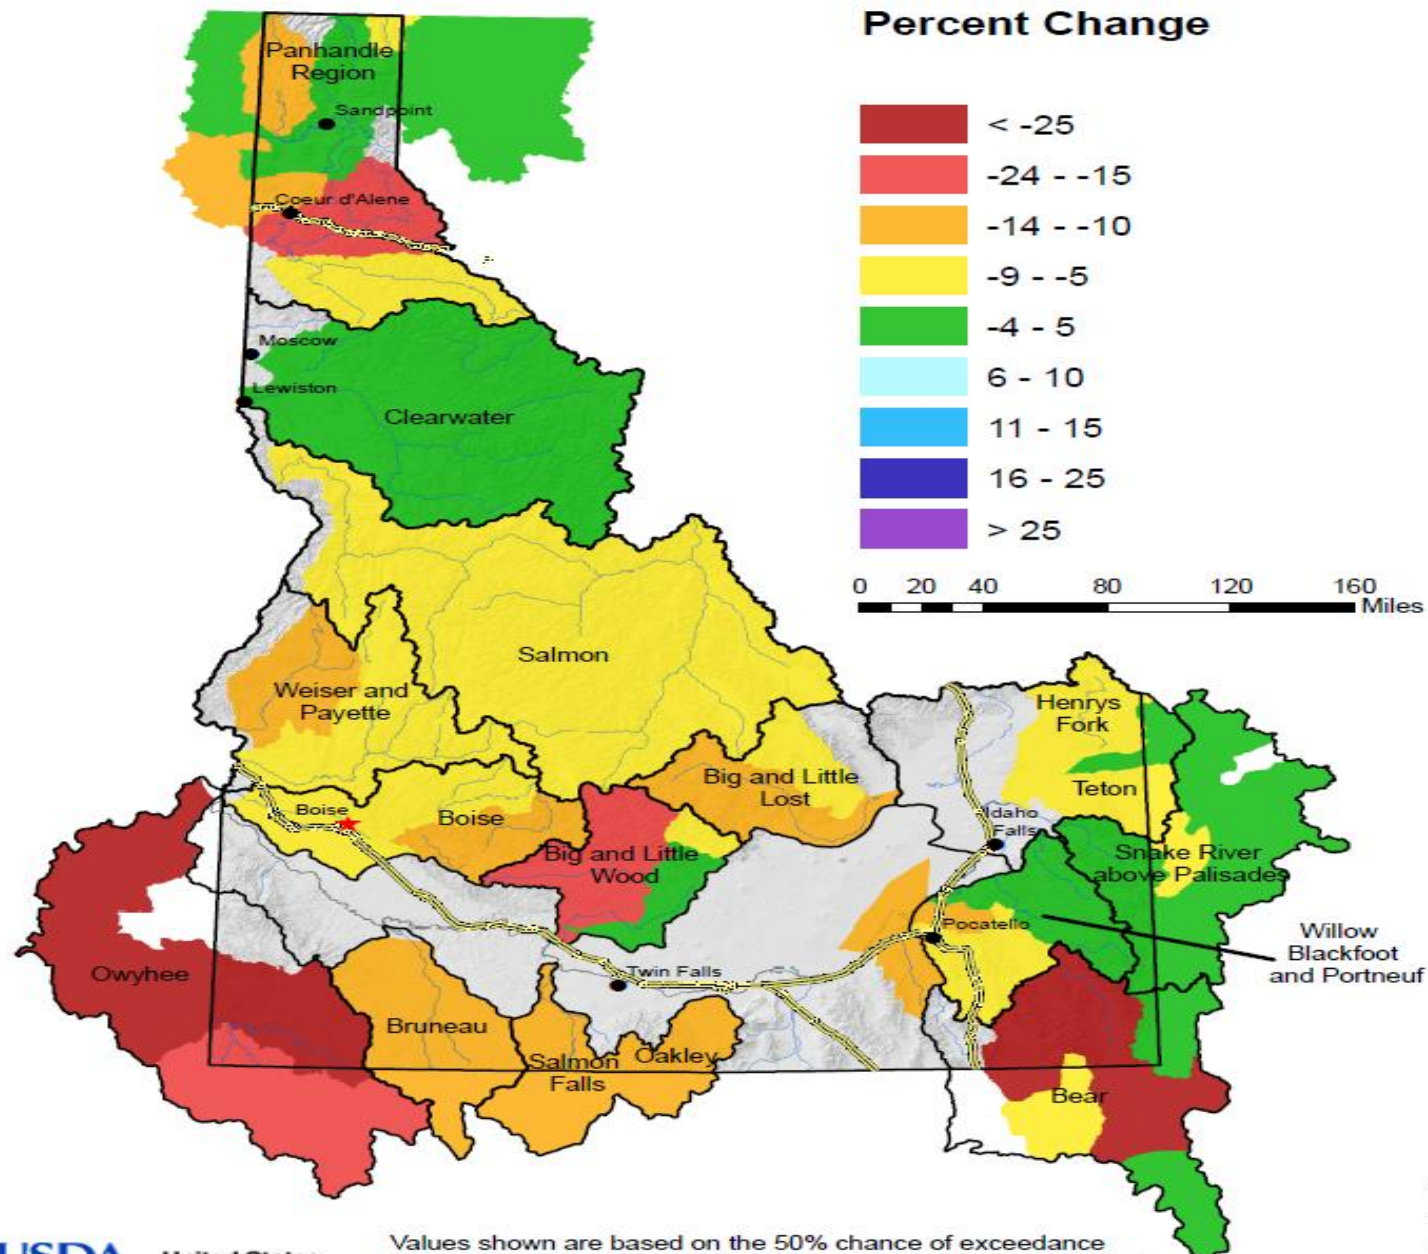 Percent Change
< -25
-24 - -15
-14 - -10
-9 - -5
-4 - 5
6 - 10
11 - 15
16 - 25
> 25
0 20 40 80 120 160
Miles
Panhandle
Region
Sandpoint
Coeur d'Alene
Moscow
Lewiston
Clearwater
Salmon
Weiser and
Payette
Henrys
Fork
Big and Little
Lost
Teton
Boise
Boise
Idaho
Falls
Big and Little
Wood
Snake River
above Palisades
Pocatello
Willow
Blackfoot
and Portneuf
Owyhee
Twin Falls
Bruneau
Salmon
Falls
Oakley
Bear
USDA
Values shown are based on the 50% chance of exceedance